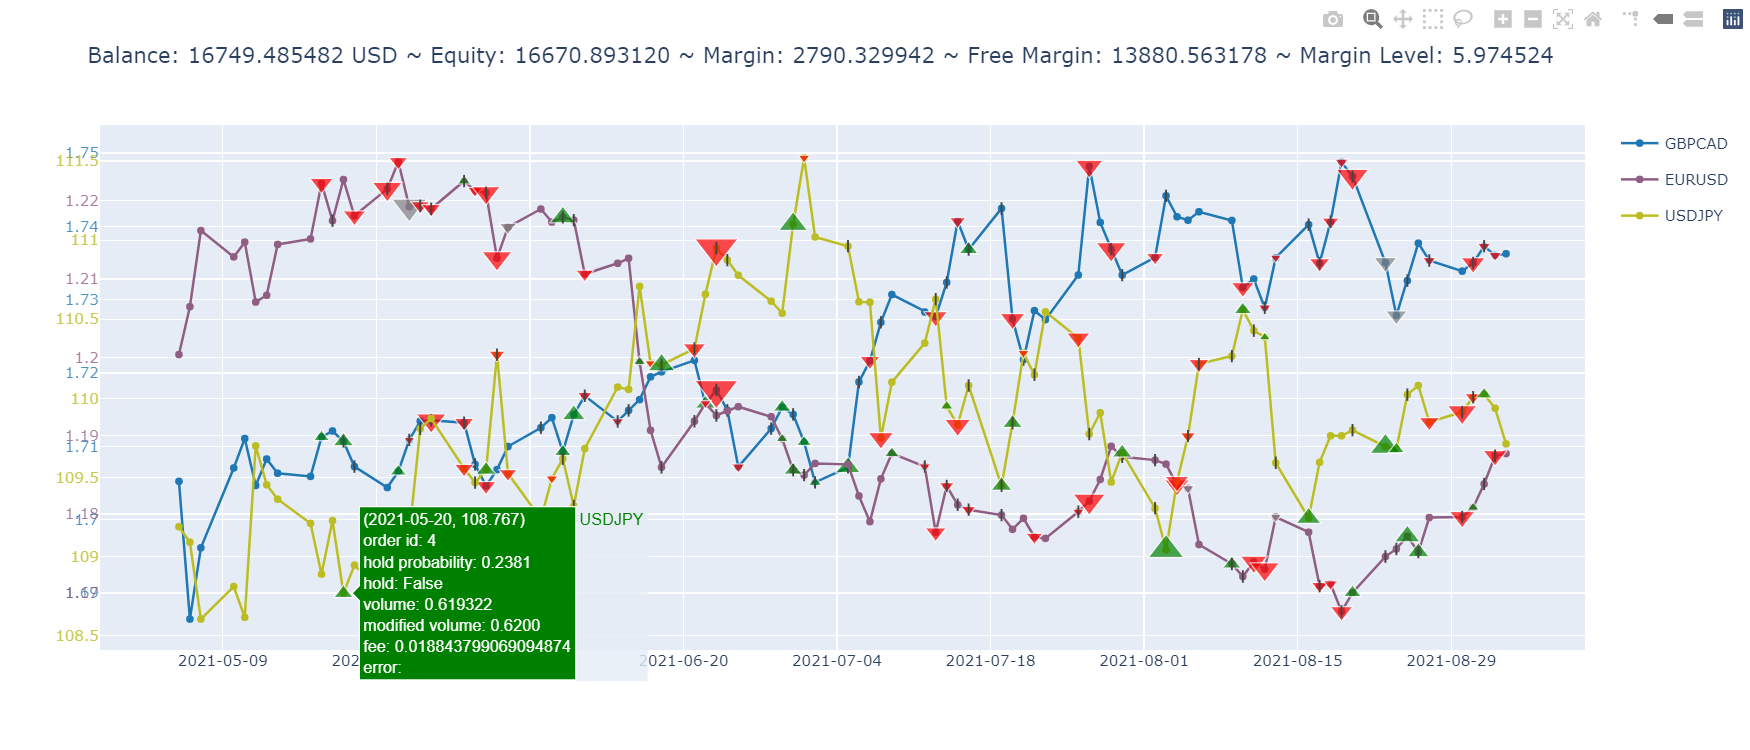 Balance: 16749.485482 USD ~ Equity: 16670.893120 ~ Margin: 2790.329942 ~ Free Margin: 13880.563178 ~ Margin Level: 5.974524
1.75
111.5
1.22
1.74
111
1.21
1.73
110.5
1.2
1.72
110
1.19
1.71
109.5
1.18
1.7
109
108.5
GBPCAD
EURUSD
USDJPY
(2021-05-20, 108.767)
order id: 4
hold probability: 0.2381
hold: False
volume: 0.619322
modified volume: 0.6200
fee: 0.018843799069094874
error:
USDJPY
2021-05-09
2021-06-20
2021-07-04
2021-07-18
2021-08-01
2021-08-15
2021-08-29